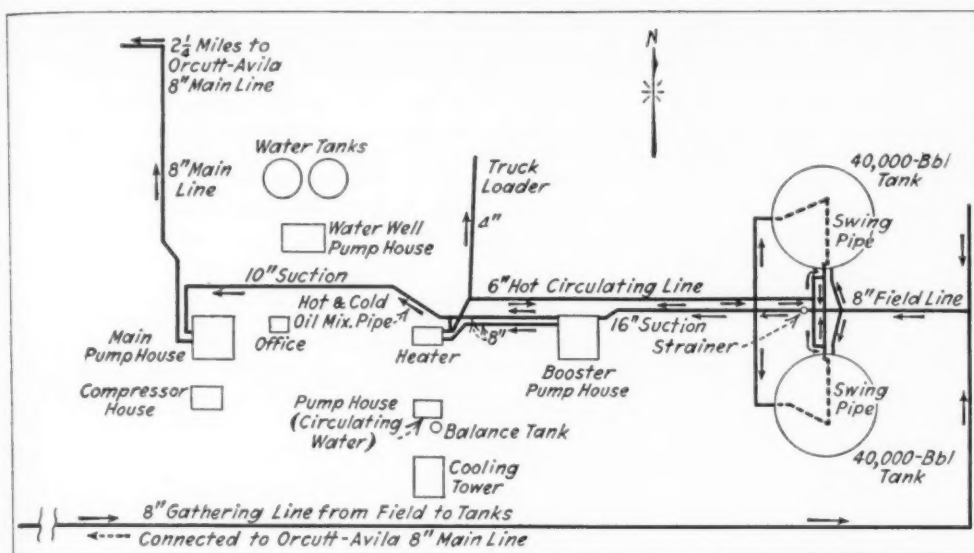 2 1/4 Miles to
Orcutt-Avila
8" Main Line
N
40,000-Bbl
Tank
Water Tanks
Truck
Loader
8" Main
Line
4"
Swing
Pipe
Water Well
Pump House
10" Suction
6" Hot Circulating Line
8" Field Line
Hot & Cold
Oil Mix. Pipe
16" Suction
Strainer
Main
Pump House
Office
Heater
8"
Booster
Pump House
Compressor
House
Pump House
(Circulating
Water)
Balance Tank
Swing
Pipe
Cooling
Tower
40,000-Bbl
Tank
8" Gathering Line from Field to Tanks
Connected to Orcutt-Avila 8" Main Line